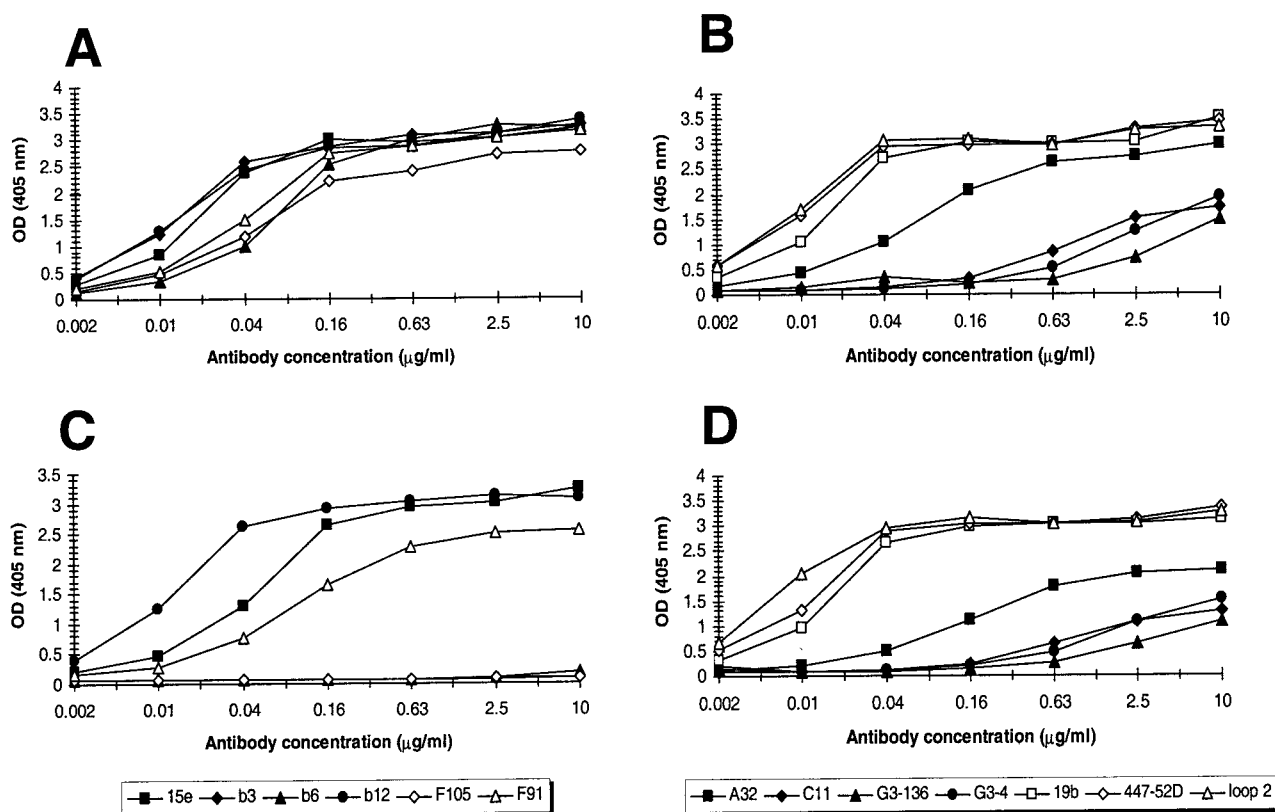 A
4
3.5
3
2.5
2
1.5
1
0.5
0
OD (405 nm)
0.002 0.01 0.04 0.16 0.63 2.5 10
Antibody concentration (μg/ml)
B
4
3.5
3
2.5
2
1.5
1
0.5
0
OD (405 nm)
0.002 0.01 0.04 0.16 0.63 2.5 10
Antibody concentration (μg/ml)
C
3.5
3
2.5
2
1.5
1
0.5
0
OD (405 nm)
0.002 0.01 0.04 0.16 0.63 2.5 10
Antibody concentration (μg/ml)
D
4
3.5
3
2.5
2
1.5
1
0.5
0
OD (405 nm)
0.002 0.01 0.04 0.16 0.63 2.5 10
Antibody concentration (μg/ml)
15e b3 b6 b12 F105 F91
A32 C11 G3-136 G3-4 19b 447-52D loop 2